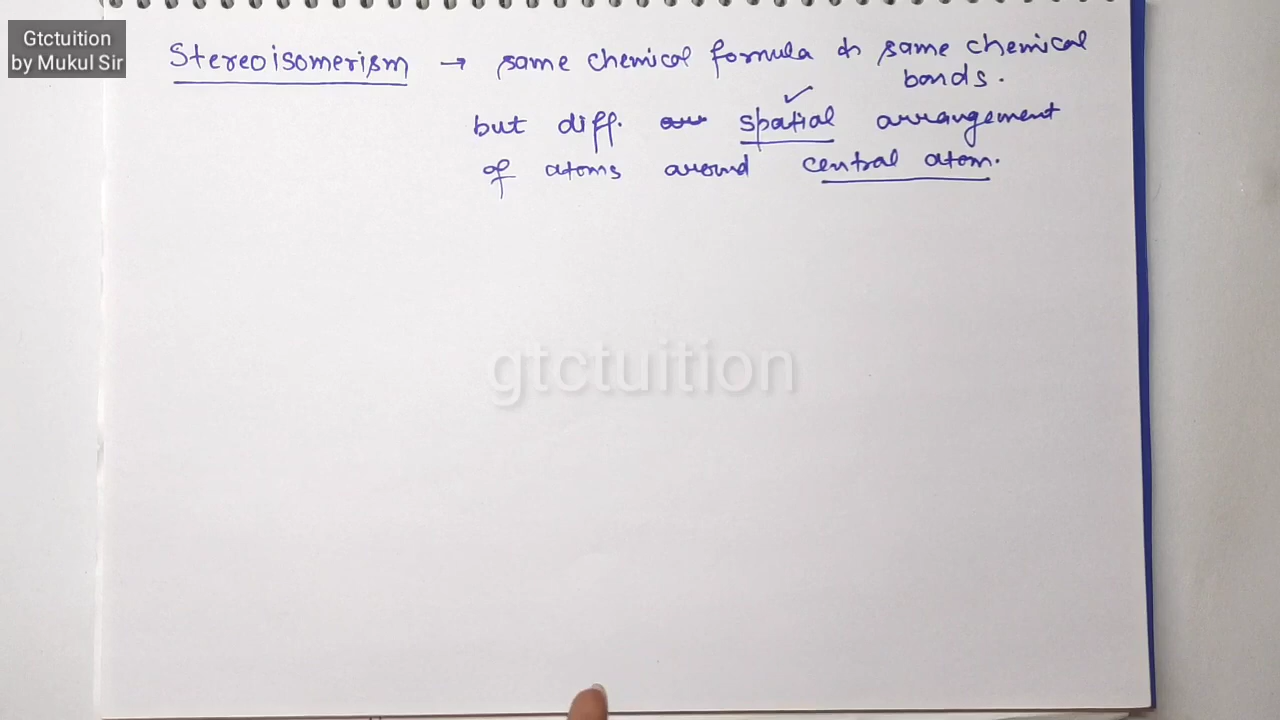 Gtctuition
by Mukul Sir
Stereoisomerism → same chemical formula & same chemical
bonds.
but diff. spatial arrangement
of atoms around central atom.
gtctuition